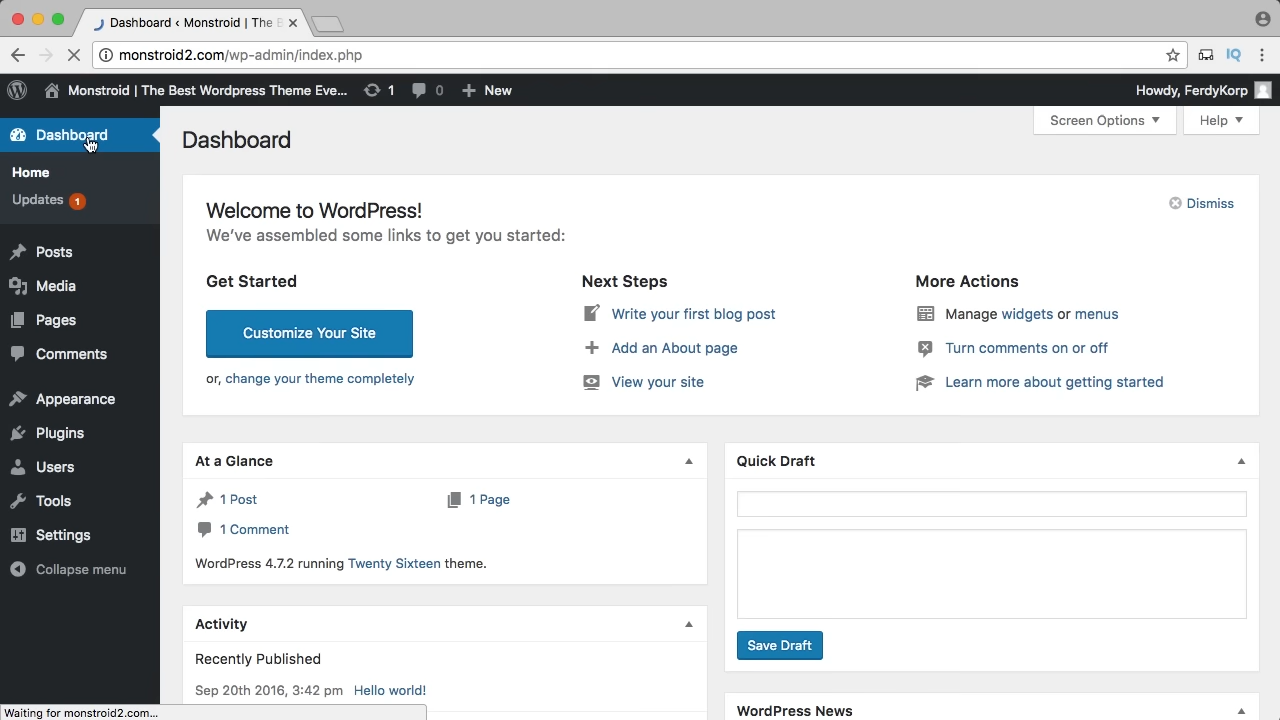 Dashboard ‹ Monstroid | The B
monstroid2.com/wp-admin/index.php
IQ
Monstroid | The Best Wordpress Theme Eve... 1 0 New Howdy, FerdyKorp
Screen Options Help
Dashboard
Home
Updates 1
Posts
Media
Pages
Comments
Appearance
Plugins
Users
Tools
Settings
Collapse menu
Dashboard
Welcome to WordPress!
Dismiss
We've assembled some links to get you started:
Get Started
Customize Your Site
or, change your theme completely
Next Steps
Write your first blog post
Add an About page
View your site
More Actions
Manage widgets or menus
Turn comments on or off
Learn more about getting started
At a Glance
1 Post 1 Page
1 Comment
WordPress 4.7.2 running Twenty Sixteen theme.
Activity
Recently Published
Sep 20th 2016, 3:42 pm Hello world!
Quick Draft
Save Draft
WordPress News
Waiting for monstroid2.com...